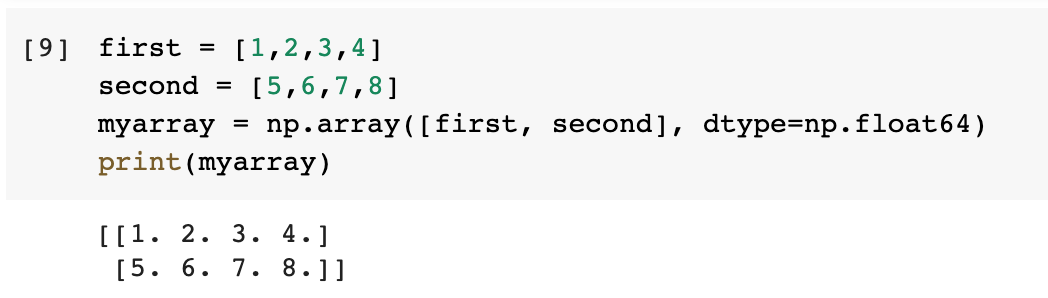 [9] first = [1,2,3,4]
second = [5,6,7,8]
myarray = np.array([first, second], dtype=np.float64)
print(myarray)
[[1. 2. 3. 4.]
[5. 6. 7. 8.]]